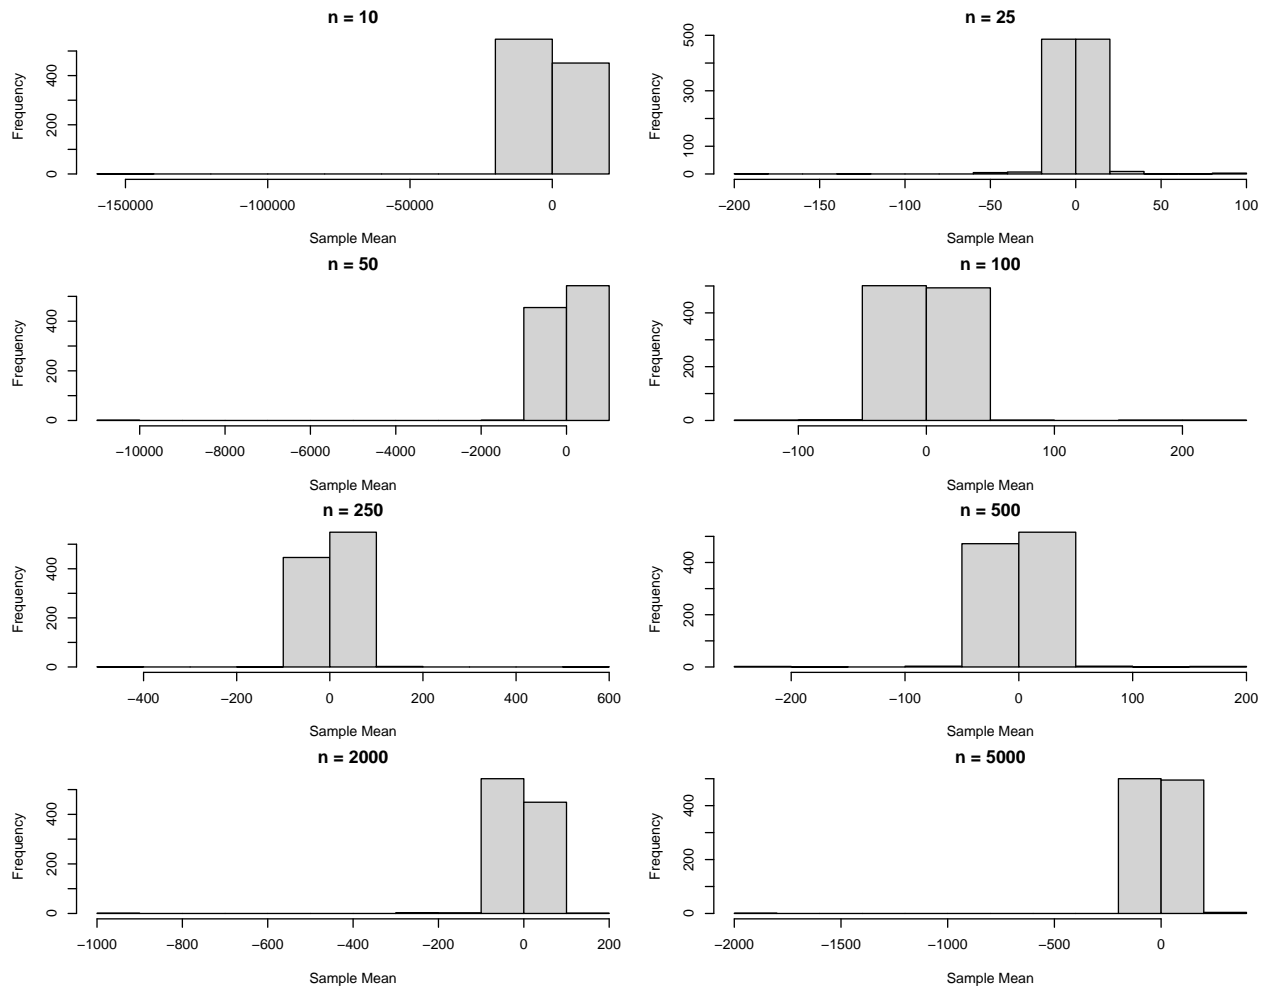 n = 10
Frequency
0 200 400
−150000 −100000 −50000 0
Sample Mean
n = 25
Frequency
0 100 300 500
−200 −150 −100 −50 0 50 100
Sample Mean
n = 50
Frequency
0 200 400
−10000 −8000 −6000 −4000 −2000 0
Sample Mean
n = 100
Frequency
0 200 400
−100 0 100 200
Sample Mean
n = 250
Frequency
0 200 400
−400 −200 0 200 400 600
Sample Mean
n = 500
Frequency
0 200 400
−200 −100 0 100 200
Sample Mean
n = 2000
Frequency
0 200 400
−1000 −800 −600 −400 −200 0 200
Sample Mean
n = 5000
Frequency
0 200 400
−2000 −1500 −1000 −500 0
Sample Mean